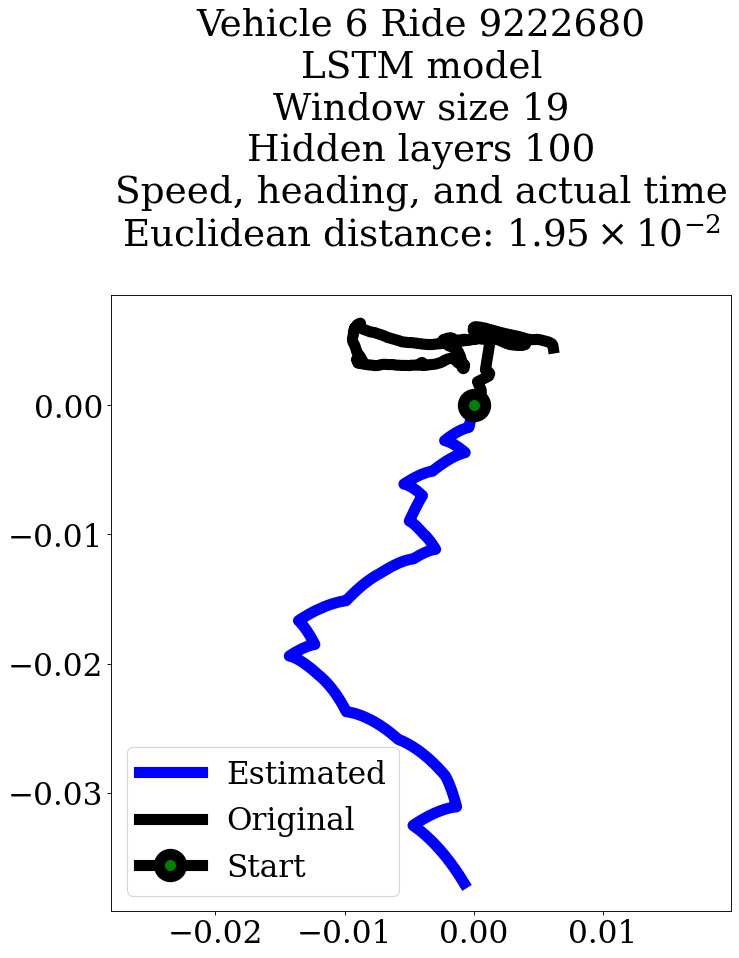 Vehicle 6 Ride 9222680
LSTM model
Window size 19
Hidden layers 100
Speed, heading, and actual time
Euclidean distance: 1.95 × 10⁻²
0.00
−0.01
−0.02
−0.03
Estimated
Original
Start
−0.02
−0.01
0.00
0.01